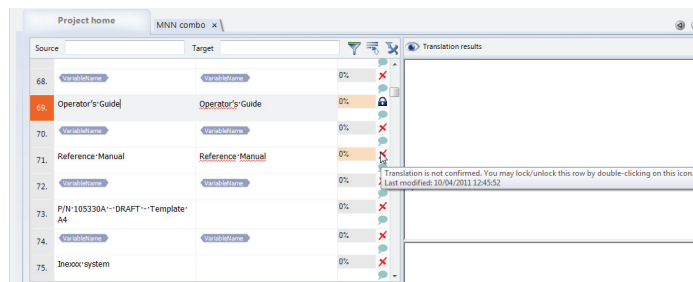 Project home
MNN combo ×
Source Target
Translation results
68. VariableName VariableName 0%
69. Operator's·Guide Operator's·Guide 0%
70. VariableName VariableName 0%
71. Reference·Manual Reference·Manual 0%
Translation is not confirmed. You may lock/unlock this row by double-clicking on this icon.
72. VariableName VariableName 0% Last modified: 10/04/2011 12:45:52
73. P/N·105330A·-·DRAFT·-·Template· 0%
A4
74. VariableName VariableName 0%
75. Inexxx·system 0%